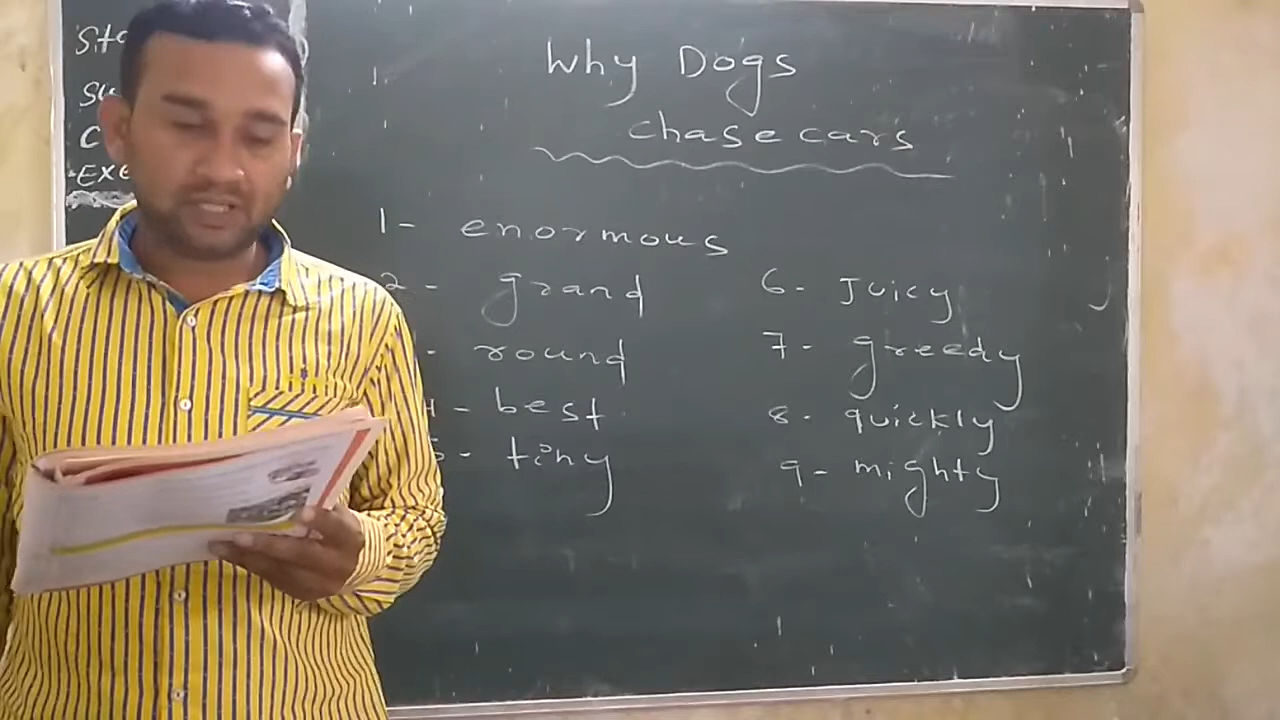 Why Dogs
chase cars
1- enormous
2- grand
- round
4- best
5- tiny
6- Juicy
7- greedy
8- quickly
9- mighty